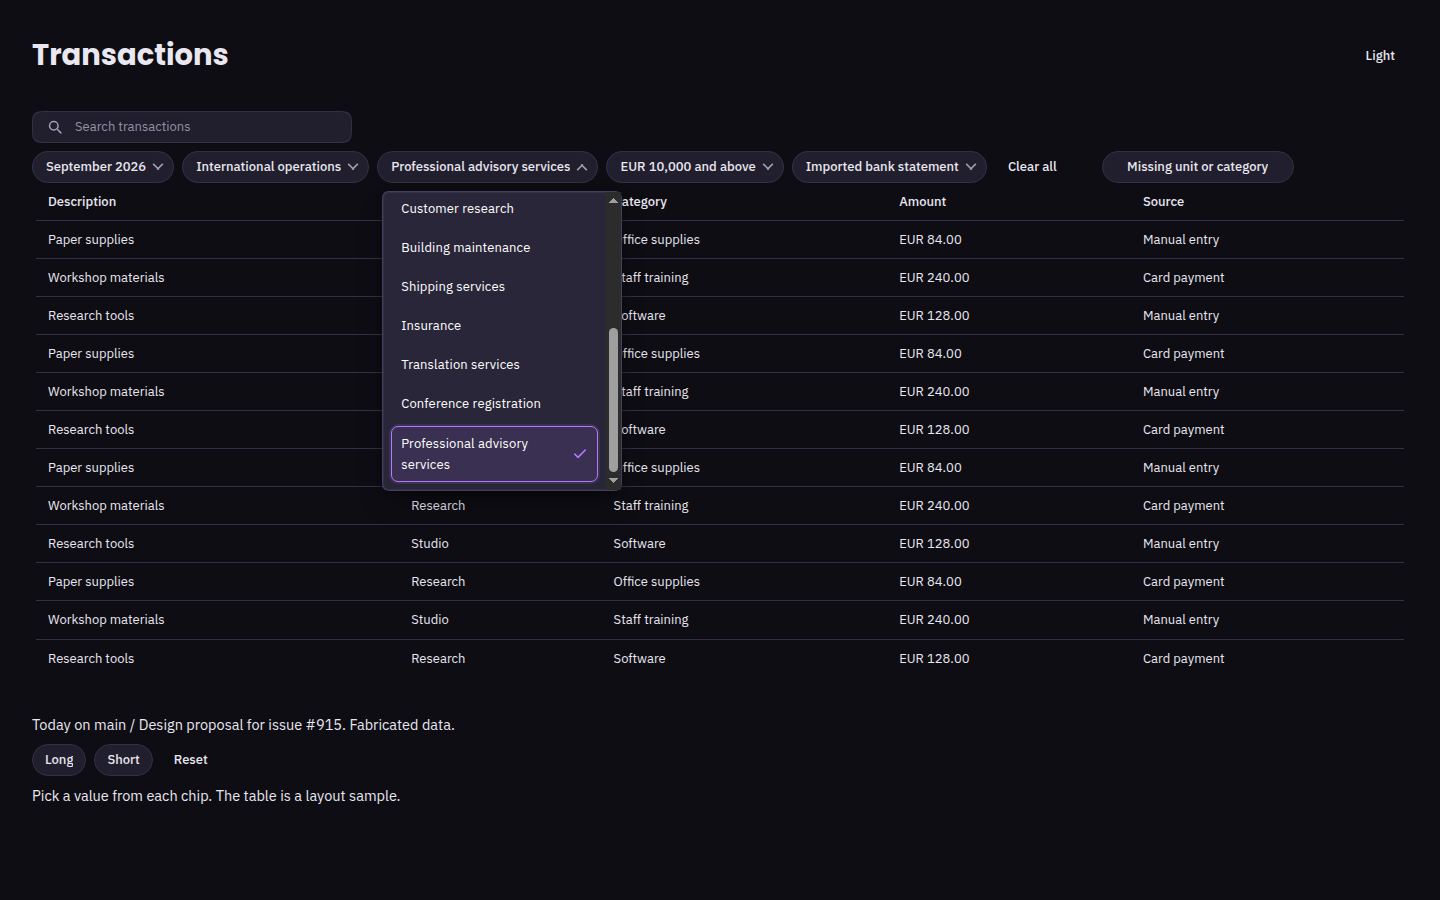 Transactions
Light
Search transactions
September 2026
International operations
Professional advisory services
EUR 10,000 and above
Imported bank statement
Clear all
Missing unit or category
Description
ategory
Amount
Source
Paper supplies
ffice supplies
EUR 84.00
Manual entry
Workshop materials
taff training
EUR 240.00
Card payment
Research tools
oftware
EUR 128.00
Manual entry
Paper supplies
ffice supplies
EUR 84.00
Card payment
Workshop materials
taff training
EUR 240.00
Manual entry
Research tools
oftware
EUR 128.00
Card payment
Paper supplies
ffice supplies
EUR 84.00
Manual entry
Customer research
Building maintenance
Shipping services
Insurance
Translation services
Conference registration
Professional advisory
services
Workshop materials
Research
Staff training
EUR 240.00
Card payment
Research tools
Studio
Software
EUR 128.00
Manual entry
Paper supplies
Research
Office supplies
EUR 84.00
Card payment
Workshop materials
Studio
Staff training
EUR 240.00
Manual entry
Research tools
Research
Software
EUR 128.00
Card payment
Today on main / Design proposal for issue #915. Fabricated data.
Long
Short
Reset
Pick a value from each chip. The table is a layout sample.